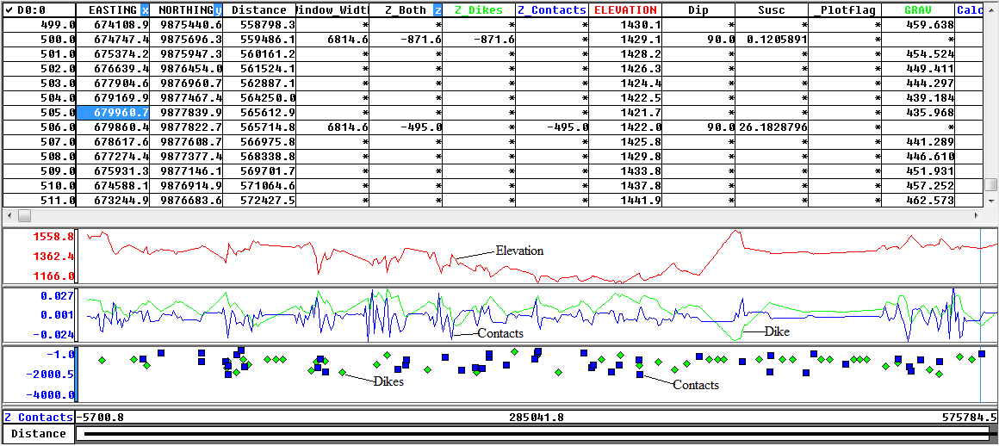 ✓ D0:0 EASTING x NORTHING y Distance Window_Width Z_Both z Z_Dikes Z_Contacts ELEVATION Dip Susc _Plotflag GRAV Calc
499.0 674108.9 9875440.6 558798.3 * * * * 1430.1 * * * 459.638
500.0 674747.4 9875696.3 559486.1 6814.6 -871.6 -871.6 * 1429.1 90.0 0.1205891 * *
501.0 675374.2 9875947.3 560161.2 * * * * 1428.2 * * * 454.524
502.0 676639.4 9876454.0 561524.1 * * * * 1426.3 * * * 449.411
503.0 677904.6 9876960.7 562887.1 * * * * 1424.4 * * * 444.297
504.0 679169.9 9877467.4 564250.0 * * * * 1422.5 * * * 439.184
505.0 679960.7 9877839.9 565612.9 * * * * 1421.7 * * * 435.968
506.0 679860.4 9877822.7 565714.8 6814.6 -495.0 * -495.0 1422.0 90.0 26.1828796 * *
507.0 678617.6 9877608.7 566975.8 * * * * 1425.8 * * * 441.289
508.0 677274.4 9877377.4 568338.8 * * * * 1429.8 * * * 446.610
509.0 675931.3 9877146.1 569701.7 * * * * 1433.8 * * * 451.931
510.0 674588.1 9876914.9 571064.6 * * * * 1437.8 * * * 457.252
511.0 673244.9 9876683.6 572427.5 * * * * 1441.9 * * * 462.573
1558.8
1362.4
1166.0
Elevation
0.027
0.001
-0.024
Contacts
Dike
-1.0
-2000.5
-4000.0
Dikes
Contacts
Z Contacts -5700.8 285041.8 575784.5
Distance